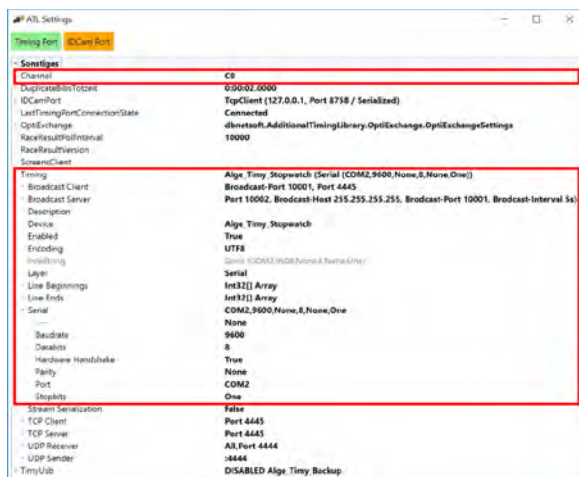 ATL Settings
Timing Port IDCam Port
Sonstiges
Channel C0
DuplicateBibsTotzeit 0:00:02.0000
IDCamPort TcpClient (127.0.0.1, Port 8758 / Serialized)
LastTimingPortConnectionState Connected
OptiExchange dbnetsoft.AdditionalTimingLibrary.OptiExchange.OptiExchangeSettings
RaceResultPollInterval 10000
RaceResultVersion
ScreensClient
Timing Alge_Timy_Stopwatch (Serial (COM2,9600,None,8,None,One))
Broadcast Client Broadcast-Port 10001, Port 4445
Broadcast Server Port 10002, Brodcast-Host 255.255.255.255, Brodcast-Port 10001, Brodcast-Interval 5s)
Description
Device Alge_Timy_Stopwatch
Enabled True
Encoding UTF8
Layer Serial
Line Beginnings Int32[] Array
Line Ends Int32[] Array
Serial COM2,9600,None,8,None,One
None
Baudrate 9600
Databits 8
Hardware Handshake True
Parity None
Port COM2
Stopbits One
Stream Serialization False
TCP Client Port 4445
TCP Server Port 4445
UDP Receiver All,Port 4444
UDP Sender :4444
TimyUsb DISABLED Alge_Timy_Backup